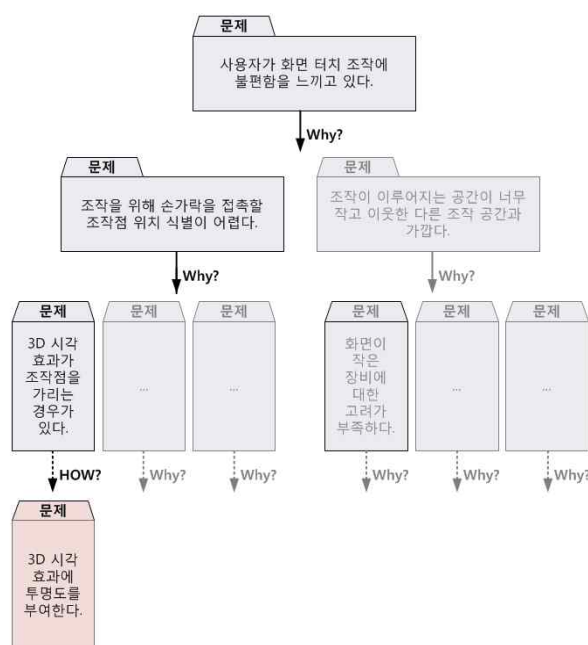 문제
사용자가 화면 터치 조작에
불편함을 느끼고 있다.
Why?
문제
조작을 위해 손가락을 접촉할
조작점 위치 식별이 어렵다.
문제
조작이 이루어지는 공간이 너무
작고 이웃한 다른 조작 공간과
가깝다.
Why?
Why?
문제
3D 시각
효과가
조작점을
가리는
경우가
있다.
문제
...
문제
...
문제
화면이
작은
장비에
대한
고려가
부족하다.
문제
...
문제
...
HOW?
Why?
Why?
Why?
Why?
Why?
문제
3D 시각
효과에
투명도를
부여한다.